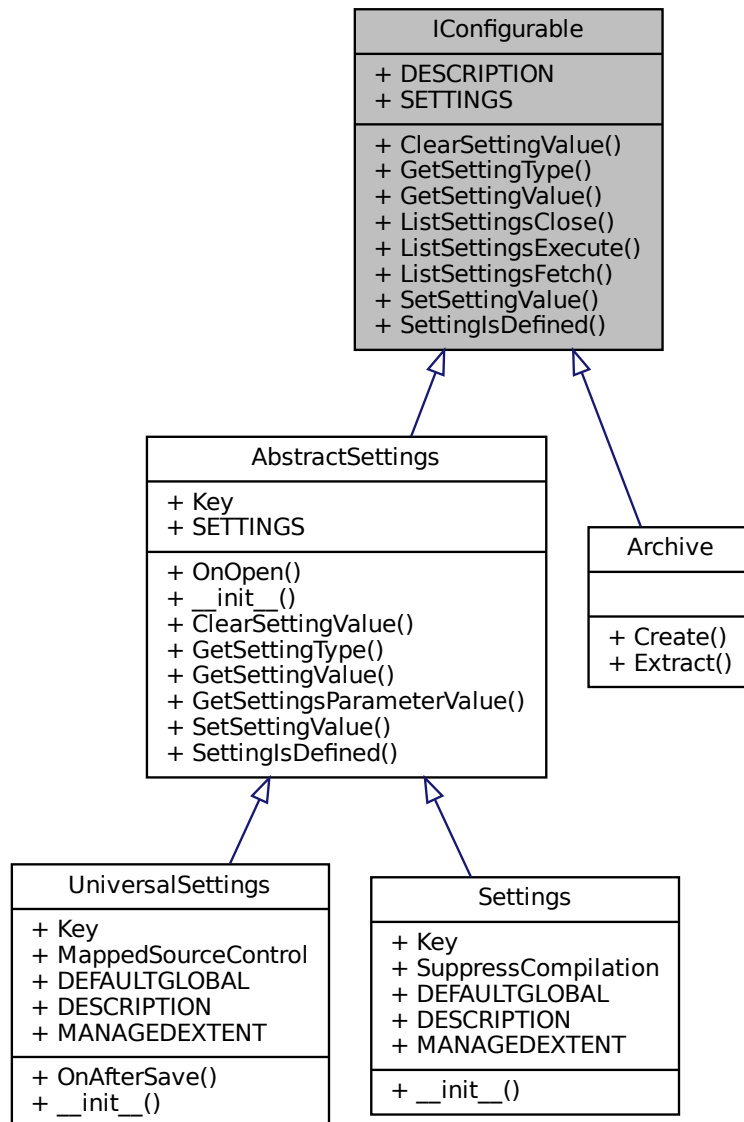 IConfigurable
+ DESCRIPTION
+ SETTINGS
+ ClearSettingValue()
+ GetSettingType()
+ GetSettingValue()
+ ListSettingsClose()
+ ListSettingsExecute()
+ ListSettingsFetch()
+ SetSettingValue()
+ SettingIsDefined()
AbstractSettings
+ Key
+ SETTINGS
+ OnOpen()
+ __init__()
+ ClearSettingValue()
+ GetSettingType()
+ GetSettingValue()
+ GetSettingsParameterValue()
+ SetSettingValue()
+ SettingIsDefined()
Archive
+ Create()
+ Extract()
UniversalSettings
+ Key
+ MappedSourceControl
+ DEFAULTGLOBAL
+ DESCRIPTION
+ MANAGEDEXTENT
+ OnAfterSave()
+ __init__()
Settings
+ Key
+ SuppressCompilation
+ DEFAULTGLOBAL
+ DESCRIPTION
+ MANAGEDEXTENT
+ __init__()